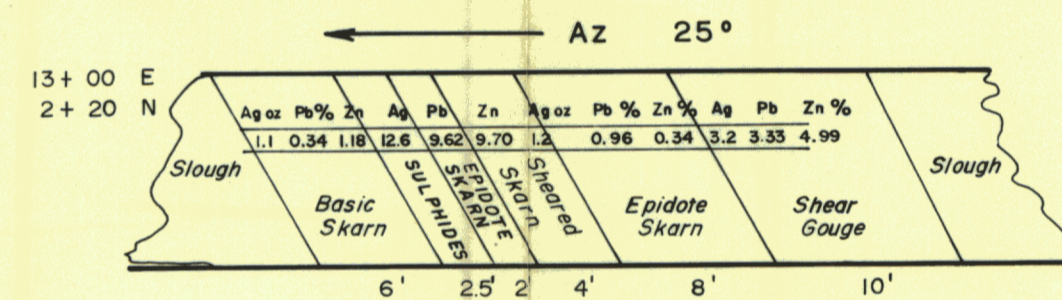 Az 25°
13+ 00 E
2+ 20 N
Ag oz Pb% Zn Ag Pb Zn Ag oz Pb % Zn % Ag Pb Zn %
1.1 0.34 1.18 12.6 9.62 9.70 1.2 0.96 0.34 3.2 3.33 4.99
Slough
Basic
Skarn
SULPHIDES
EPIDOTE
SKARN
Sheared
Skarn
Epidote
Skarn
Shear
Gouge
Slough
6' 2.5' 2' 4' 8' 10'